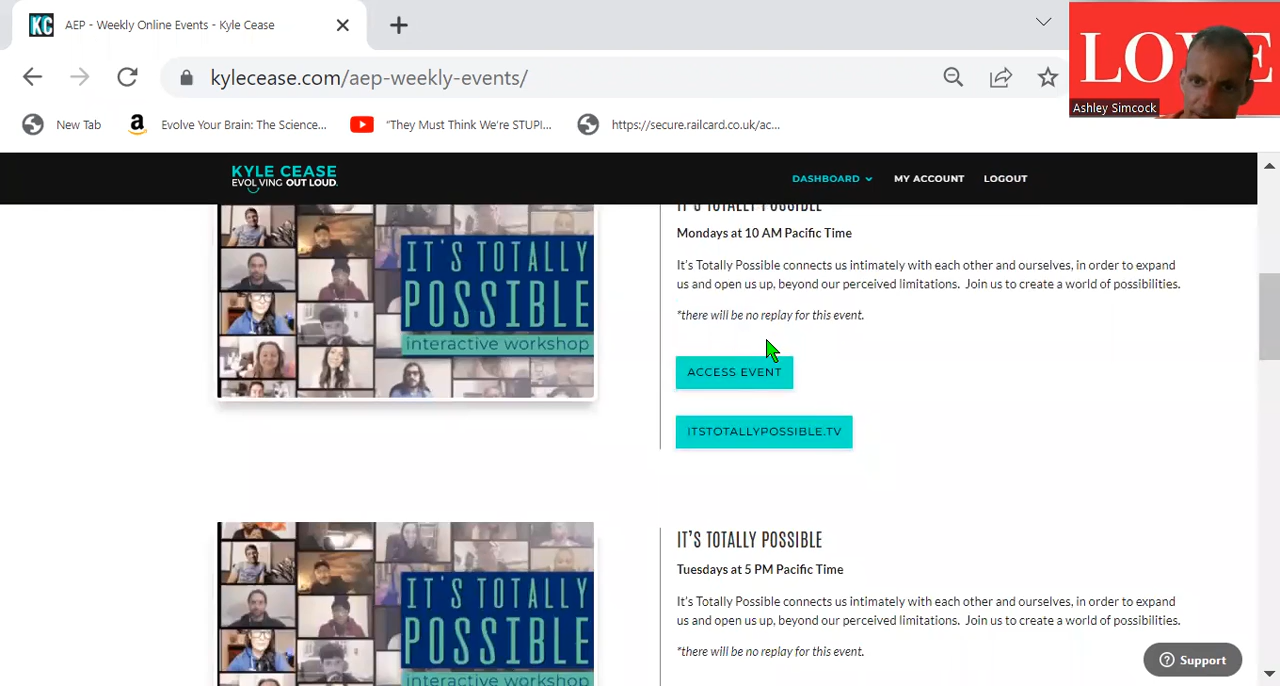 KC AEP - Weekly Online Events - Kyle Cease
kylecease.com/aep-weekly-events/
New Tab
a Evolve Your Brain: The Science...
"They Must Think We're STUPI...
https://secure.railcard.co.uk/ac...
LOVE
Ashley Simcock
KYLE CEASE
EVOLVING OUT LOUD.
DASHBOARD
MY ACCOUNT
LOGOUT
IT'S TOTALLY
POSSIBLE
interactive workshop
IT'S TOTALLY POSSIBLE
Mondays at 10 AM Pacific Time
It's Totally Possible connects us intimately with each other and ourselves, in order to expand
us and open us up, beyond our perceived limitations. Join us to create a world of possibilities.
*there will be no replay for this event.
ACCESS EVENT
ITSTOTALLYPOSSIBLE.TV
IT'S TOTALLY
POSSIBLE
interactive workshop
IT'S TOTALLY POSSIBLE
Tuesdays at 5 PM Pacific Time
It's Totally Possible connects us intimately with each other and ourselves, in order to expand
us and open us up, beyond our perceived limitations. Join us to create a world of possibilities.
*there will be no replay for this event.
Support